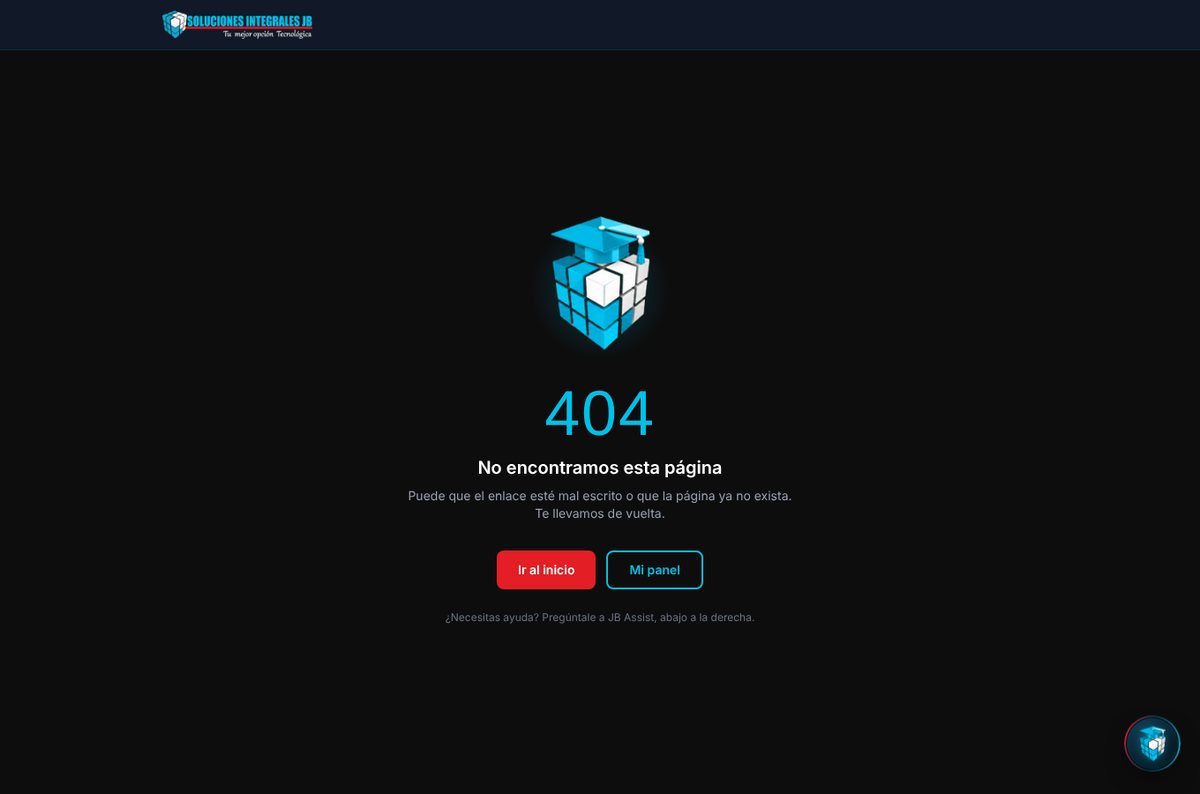 SOLUCIONES INTEGRALES JB
Tu mejor opción Tecnológica
404
No encontramos esta página
Puede que el enlace esté mal escrito o que la página ya no exista.
Te llevamos de vuelta.
Ir al inicio
Mi panel
¿Necesitas ayuda? Pregúntale a JB Assist, abajo a la derecha.